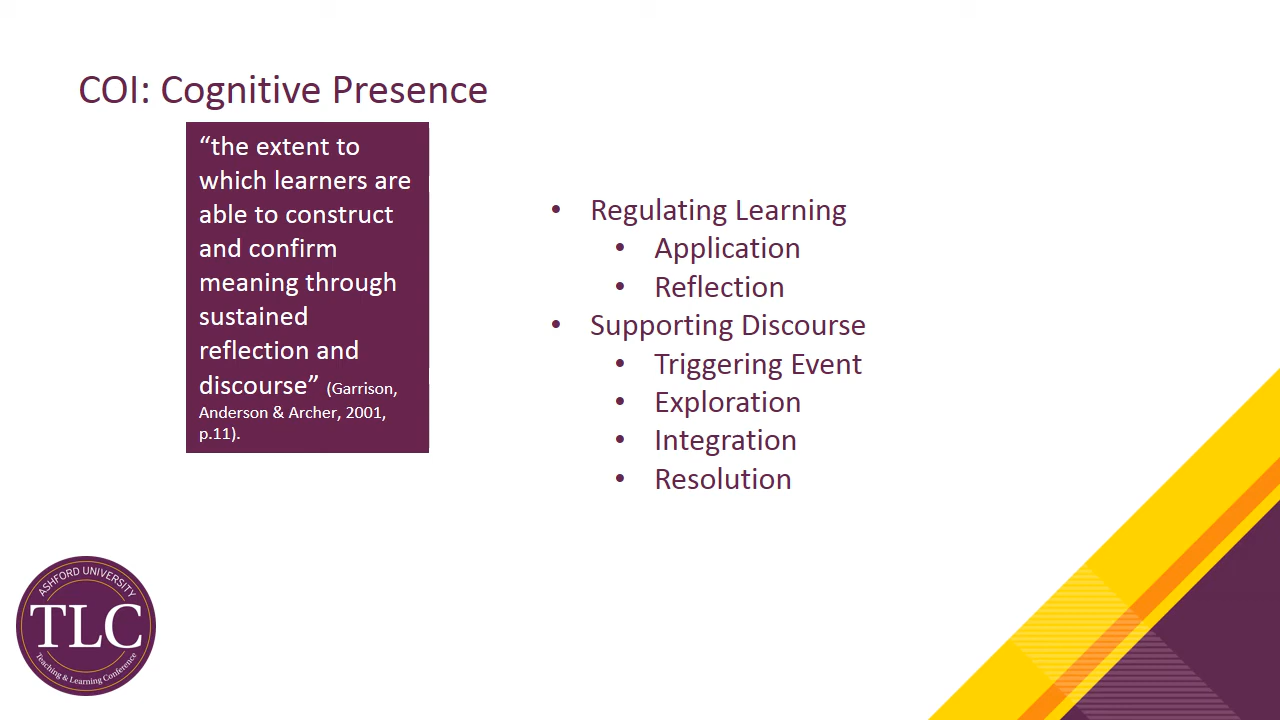 COI: Cognitive Presence
“the extent to
which learners are
able to construct
and confirm
meaning through
sustained
reflection and
discourse” (Garrison,
Anderson & Archer, 2001,
p.11).
• Regulating Learning
• Application
• Reflection
• Supporting Discourse
• Triggering Event
• Exploration
• Integration
• Resolution
ASHFORD UNIVERSITY
TLC
Teaching & Learning Conference